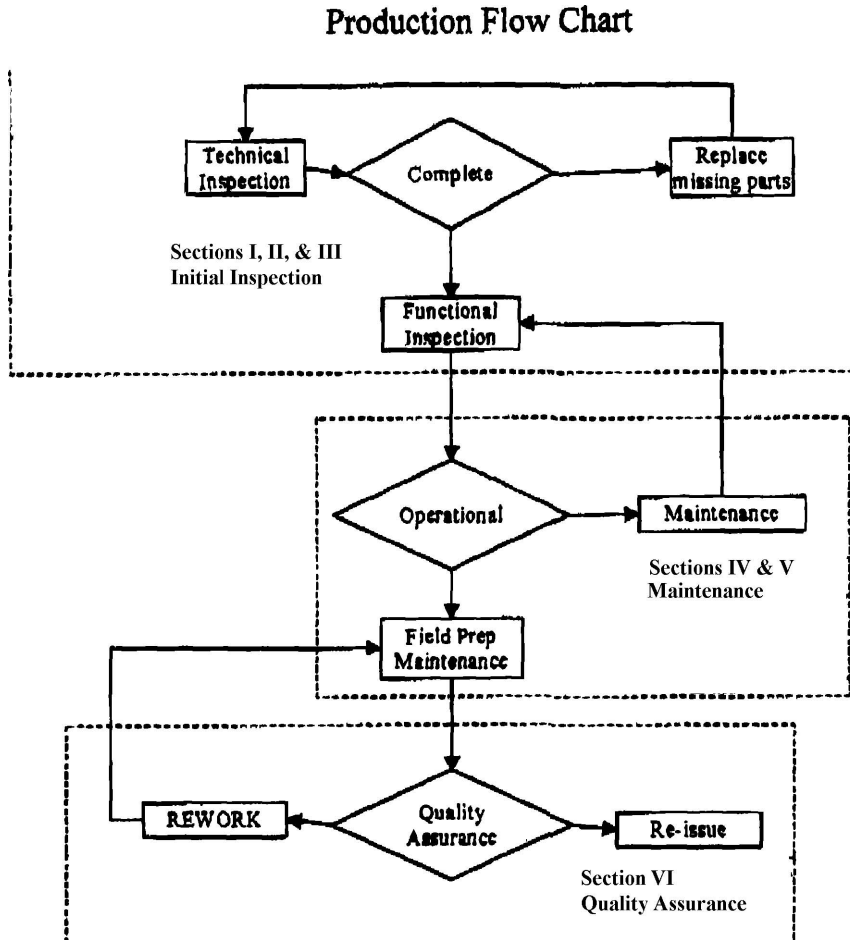 Production Flow Chart
Technical
Inspection
Complete
Replace
missing parts
Sections I, II, & III
Initial Inspection
Functional
Inspection
Operational
Maintenance
Sections IV & V
Maintenance
Field Prep
Maintenance
REWORK
Quality
Assurance
Re-issue
Section VI
Quality Assurance